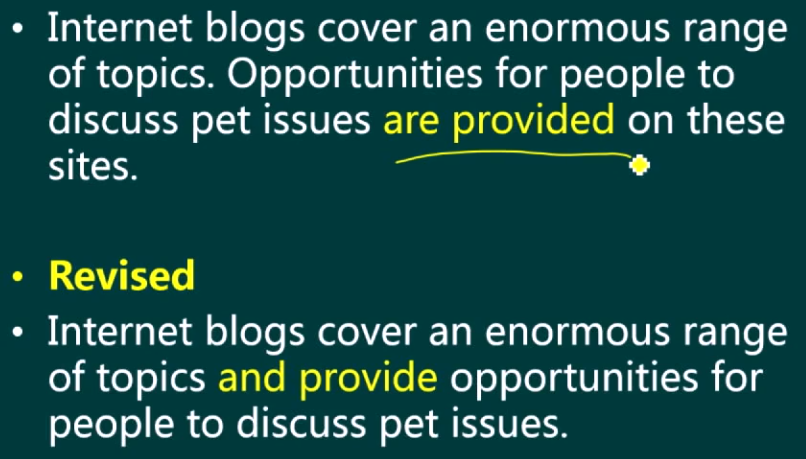 • Internet blogs cover an enormous range
of topics. Opportunities for people to
discuss pet issues are provided on these
sites.
• Revised
• Internet blogs cover an enormous range
of topics and provide opportunities for
people to discuss pet issues.